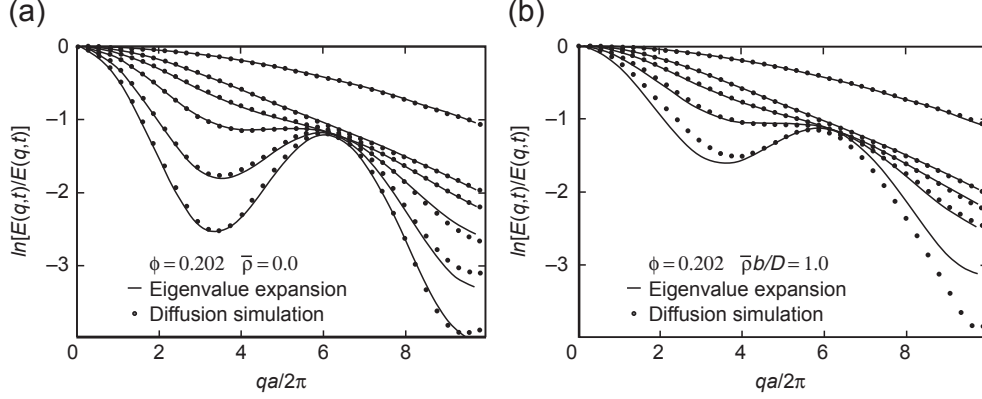 (a)
0
–1
–2
–3
ln[E(q,t)/E(q,t)]
ϕ=0.202 ρ̅=0.0
— Eigenvalue expansion
• Diffusion simulation
0 2 4 6 8
qa/2π
(b)
0
–1
–2
–3
ln[E(q,t)/E(q,t)]
ϕ=0.202 ρ̅b/D=1.0
— Eigenvalue expansion
• Diffusion simulation
0 2 4 6 8
qa/2π